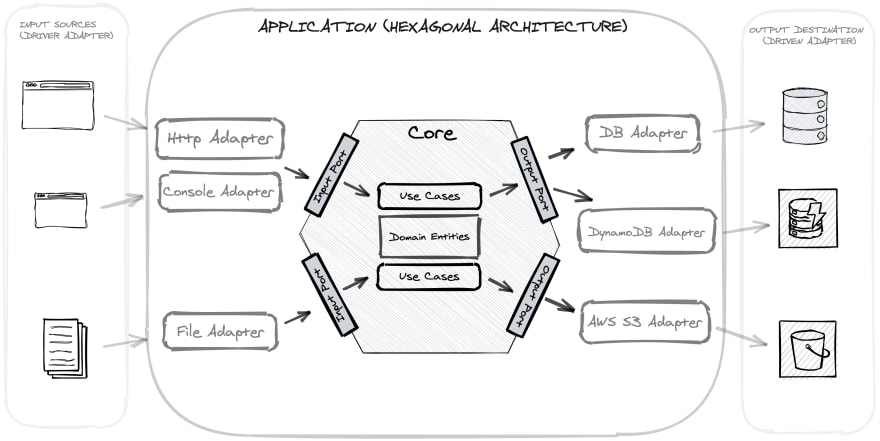 INPUT SOURCES
(DRIVER ADAPTER)
APPLICATION (HEXAGONAL ARCHITECTURE)
OUTPUT DESTINATION
(DRIVEN ADAPTER)
Http Adapter
Console Adapter
File Adapter
Input Port
Input Port
Core
Use Cases
Domain Entities
Use Cases
Output Port
Output Port
DB Adapter
DynamoDB Adapter
AWS S3 Adapter